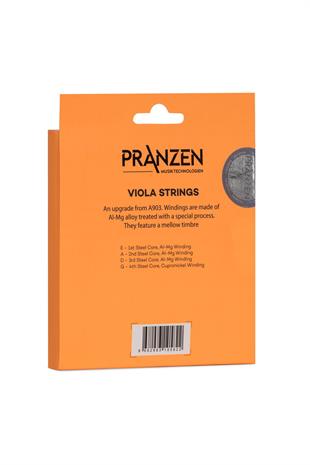 PRANZEN
MUSIK TECHNOLOGIEN
VIOLA STRINGS
An upgrade from A903. Windings are made of
Al-Mg alloy treated with a special process.
They feature a mellow timbre
E - 1st Steel Core, Al-Mg Winding
A - 2nd Steel Core, Al-Mg Winding
D - 3rd Steel Core, Al-Mg Winding
G - 4th Steel Core, Cupronickel Winding